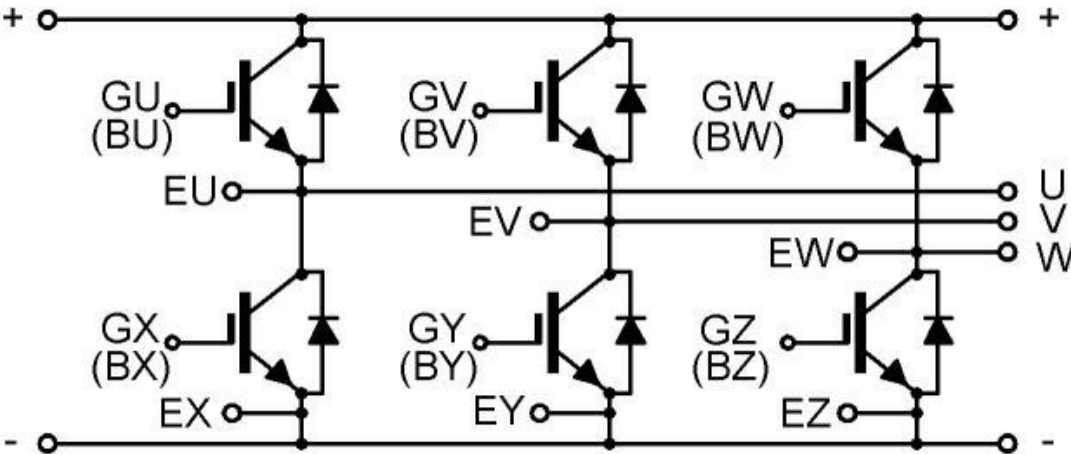 + +
GU GV GW
(BU) (BV) (BW)
EU U
EV V
EW W
GX GY GZ
(BX) (BY) (BZ)
EX EY EZ
- -